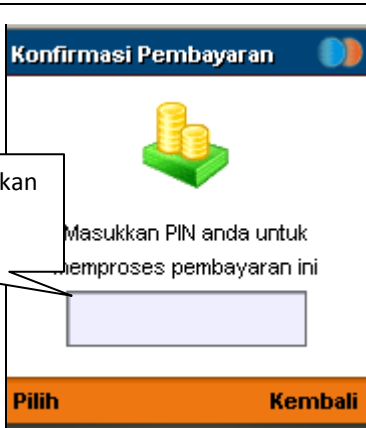 Konfirmasi Pembayaran
kan
Masukkan PIN anda untuk
memproses pembayaran ini
Pilih Kembali